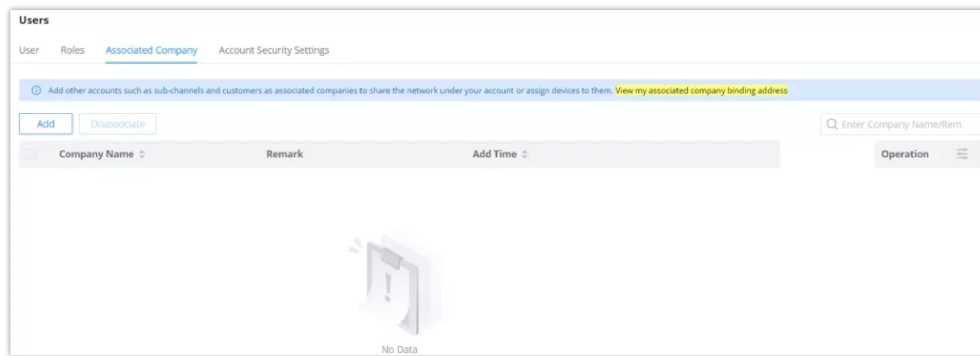 Users
User Roles Associated Company Account Security Settings
Add other accounts such as sub-channels and customers as associated companies to share the network under your account or assign devices to them. View my associated company binding address
Add Disassociate Enter Company Name/Rem
Company Name Remark Add Time Operation
No Data